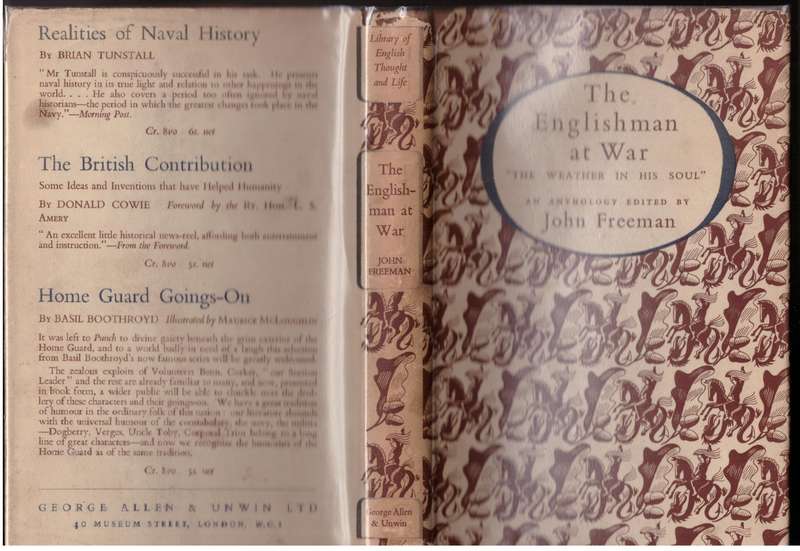 Realities of Naval History
By BRIAN TUNSTALL
"Mr Tunstall is conspicuously successful in his task. He presents
naval history in its true light and relation to other happenings in the
world. . . . He also covers a period too often ignored by naval
historians—the period in which the greatest changes took place in the
Navy."—Morning Post.
Cr. 8vo 6s. net
The British Contribution
Some Ideas and Inventions that have Helped Humanity
By DONALD COWIE Foreword by the Rt. Hon. L. S.
AMERY
"An excellent little historical news-reel, affording both entertainment
and instruction."—From the Foreword.
Cr. 8vo 5s. net
Home Guard Goings-On
By BASIL BOOTHROYD Illustrated by MAURICE McLOUGHLIN
It was left to Punch to divine gaiety beneath the grim exterior of the
Home Guard, and to a world badly in need of a laugh this selection
from Basil Boothroyd's now famous series will be greatly welcomed.
The zealous exploits of Volunteers Benn, Coxley, "our Section
Leader" and the rest are already familiar to many, and now, presented
in book form, a wider public will be able to chuckle over the
of these characters and their goings-on. We have a great tradition
of humour in the ordinary folk of this nation: our literature abounds
with the universal humour of the constabulary, the navy, the militia
—Dogberry, Verges, Uncle Toby, Corporal Trim belong to a long
line of great characters—and now we recognise the humorists of the
Home Guard as of the same tradition.
Cr. 8vo 5s. net
GEORGE ALLEN & UNWIN LTD
40 MUSEUM STREET, LONDON, W.C.1
Library of
English
Thought
and Life
The
English-
man at
War
JOHN
FREEMAN
George Allen
& Unwin
The
Englishman
at War
"THE WEATHER IN HIS SOUL"
AN ANTHOLOGY EDITED BY
John Freeman